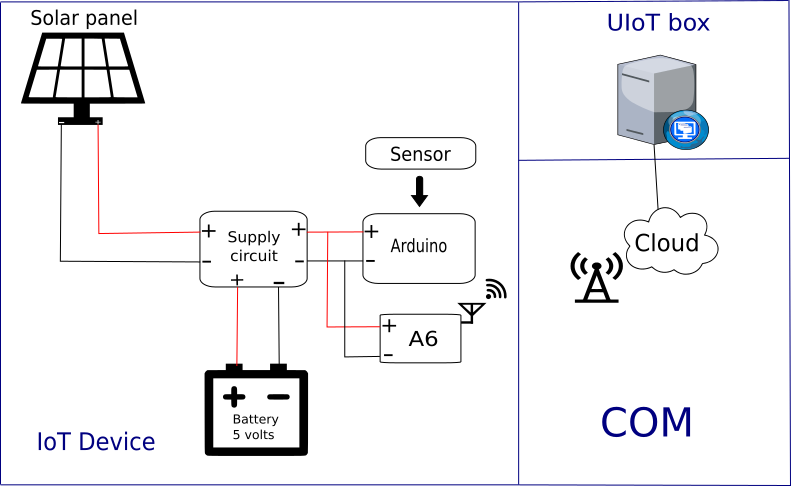 Solar panel
UIoT box
Sensor
Supply
circuit
+
+
+
-
-
-
+
-
Arduino
Cloud
+
-
A6
+ -
Battery
5 volts
IoT Device
COM